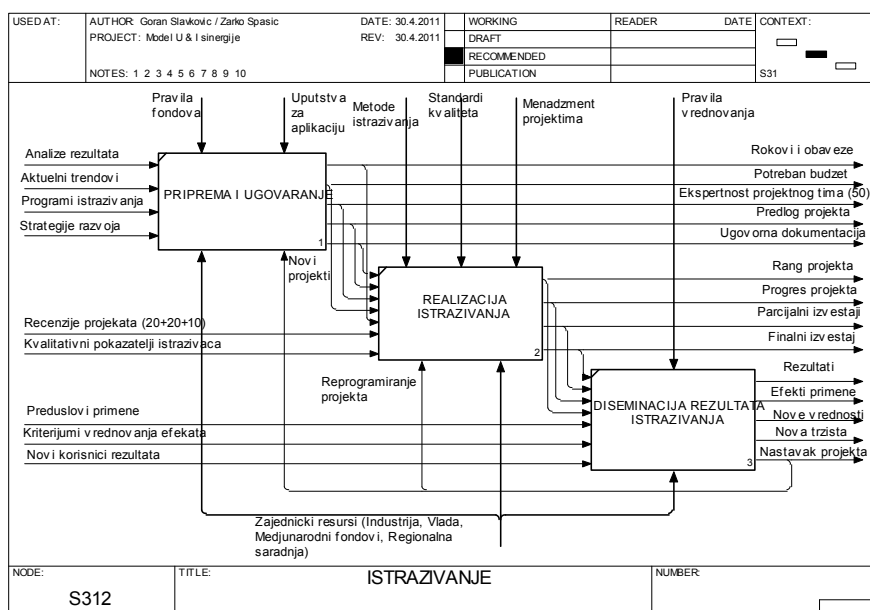 USED AT:
AUTHOR: Goran Slavkovic / Zarko Spasic
DATE: 30.4.2011
PROJECT: Model U & I sinergije
REV: 30.4.2011
NOTES: 1 2 3 4 5 6 7 8 9 10
WORKING
DRAFT
RECOMMENDED
PUBLICATION
READER
DATE
CONTEXT:
S31
Pravila
fondova
Uputstva
za
aplikaciju
Metode
istrazivanja
Standardi
kvaliteta
Menadzment
projektima
Pravila
vrednovanja
Analize rezultata
Aktuelni trendovi
Programi istrazivanja
Strategije razvoja
PRIPREMA I UGOVARANJE
1
Rokovi i obaveze
Potreban budzet
Ekspertnost projektnog tima (50)
Predlog projekta
Ugovorna dokumentacija
Novi
projekti
REALIZACIJA
ISTRAZIVANJA
2
Rang projekta
Progres projekta
Parcijalni izvestaji
Finalni izvestaj
Recenzije projekata (20+20+10)
Kvalitativni pokazatelji istrazivaca
Reprogramiranje
projekta
Preduslovi primene
Kriterijumi vrednovanja efekata
Novi korisnici rezultata
DISEMINACIJA REZULTATA
ISTRAZIVANJA
3
Rezultati
Efekti primene
Nove vrednosti
Nova trzista
Nastavak projekta
Zajednicki resursi (Industrija, Vlada,
Medjunarodni fondovi, Regionalna
saradnja)
NODE:
S312
TITLE:
ISTRAZIVANJE
NUMBER: